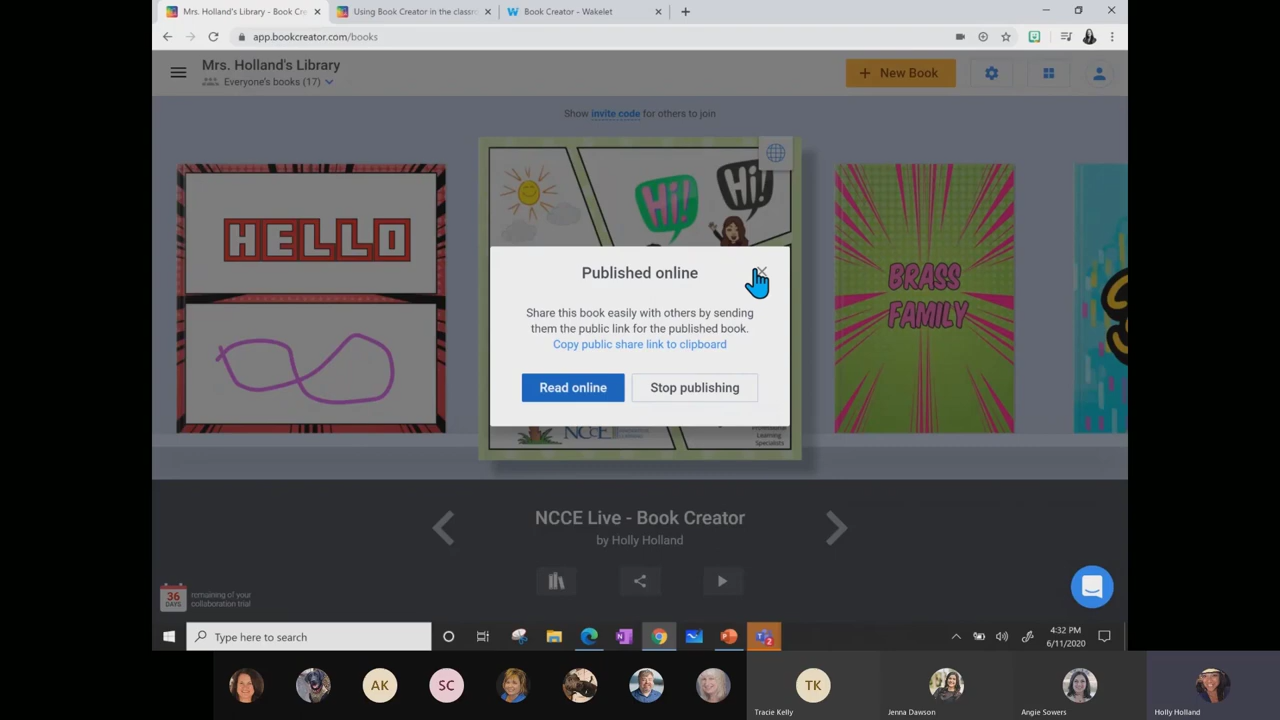 Mrs. Holland's Library - Book Cre
Using Book Creator in the classr
Book Creator - Wakelet
app.bookcreator.com/books
Mrs. Holland's Library
Everyone's books (17)
+ New Book
Show invite code for others to join
HELLO
Hi!
Hi!
BRASS
FAMILY
Published online
Share this book easily with others by sending
them the public link for the published book.
Copy public share link to clipboard
Read online
Stop publishing
NCCE
Professional
Learning
Specialists
NCCE Live - Book Creator
by Holly Holland
36
DAYS
remaining of your
collaboration trial
Type here to search
4:32 PM
6/11/2020
AK
SC
TK
Tracie Kelly
Jenna Dawson
Angie Sowers
Holly Holland